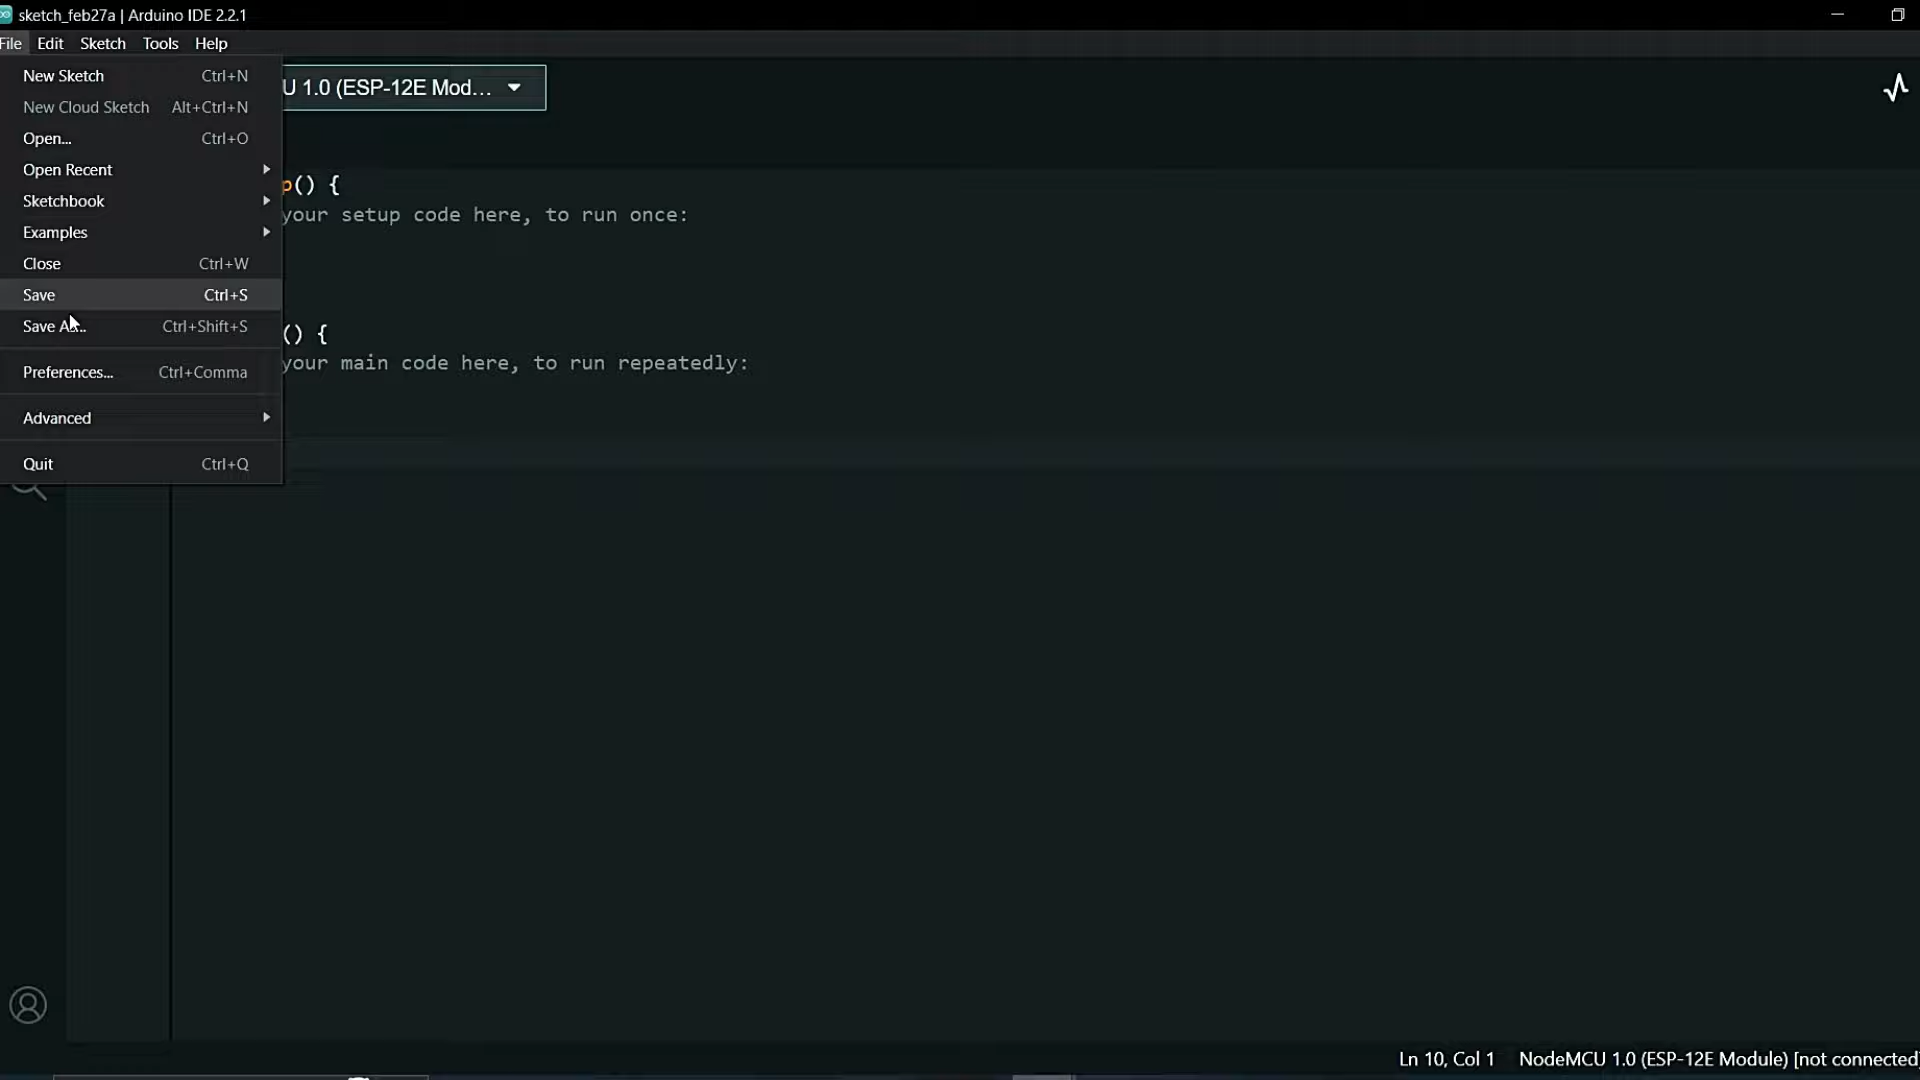 sketch_feb27a | Arduino IDE 2.2.1
File Edit Sketch Tools Help
New Sketch Ctrl+N
New Cloud Sketch Alt+Ctrl+N
Open... Ctrl+O
Open Recent
Sketchbook
Examples
Close Ctrl+W
Save Ctrl+S
Save As... Ctrl+Shift+S
Preferences... Ctrl+Comma
Advanced
Quit Ctrl+Q
U 1.0 (ESP-12E Mod...
p() {
your setup code here, to run once:
() {
your main code here, to run repeatedly:
Ln 10, Col 1 NodeMCU 1.0 (ESP-12E Module) [not connected]